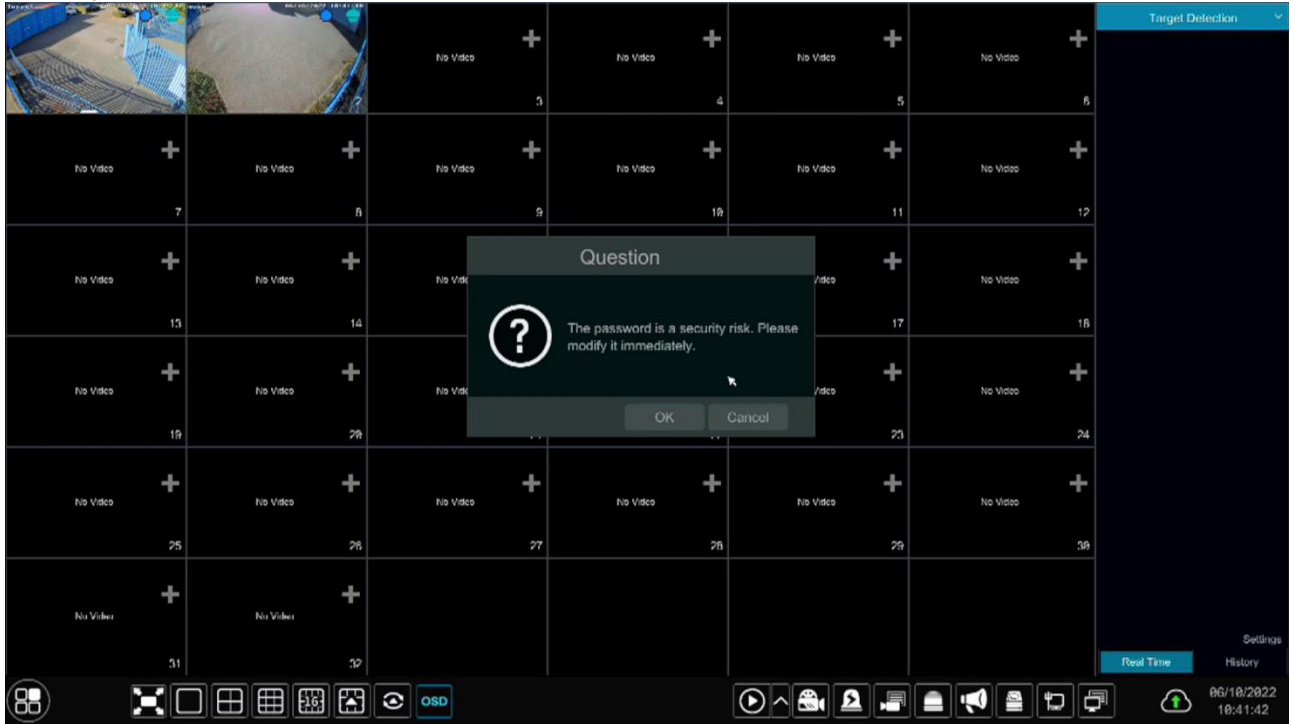 Target Detection
No Video
No Video
No Video
No Video
3
4
5
6
No Video
No Video
No Video
No Video
No Video
No Video
7
8
9
10
11
12
No Video
No Video
No Video
13
14
17
18
Question
The password is a security risk. Please
modify it immediately.
OK
Cancel
No Video
No Video
No Video
19
20
23
24
No Video
No Video
No Video
No Video
No Video
No Video
25
26
27
28
29
30
No Video
No Video
31
32
Settings
Real Time
History
16
OSD
06/10/2022
10:41:42